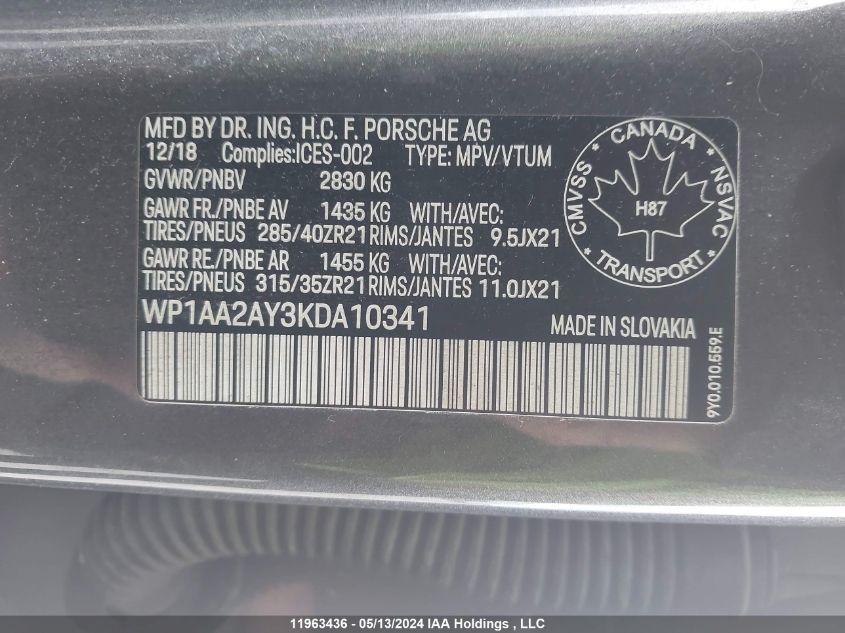 MFD BY DR. ING. H.C. F. PORSCHE AG
12/18 Complies:ICES-002 TYPE: MPV/VTUM
GVWR/PNBV 2830 KG
GAWR FR./PNBE AV 1435 KG WITH/AVEC:
TIRES/PNEUS 285/40ZR21 RIMS/JANTES 9.5JX21
GAWR RE./PNBE AR 1455 KG WITH/AVEC:
TIRES/PNEUS 315/35ZR21 RIMS/JANTES 11.0JX21
WP1AA2AY3KDA10341
MADE IN SLOVAKIA
CANADA
CMVSS
NSVAC
H87
TRANSPORT
9Y0.010.559.E
11963436 - 05/13/2024 IAA Holdings , LLC